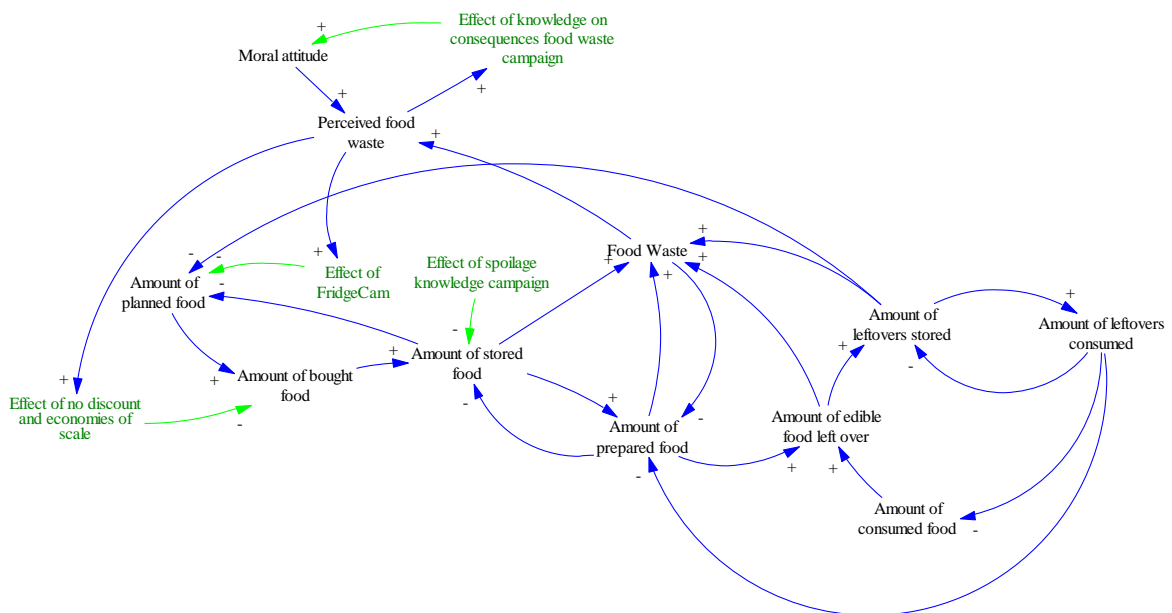 Effect of knowledge on
consequences food waste
campaign
+
Moral attitude
+
+
Perceived food
waste
+
+
Food Waste
+
+
+
+
-
-
-
Amount of
planned food
+
Effect of
FridgeCam
Effect of spoilage
knowledge campaign
-
+
Amount of stored
food
-
+
Amount of bought
food
-
+
Effect of no discount
and economies of
scale
+
Amount of
prepared food
-
-
+
Amount of edible
food left over
+
+
Amount of
leftovers stored
-
+
Amount of leftovers
consumed
Amount of
consumed food
-